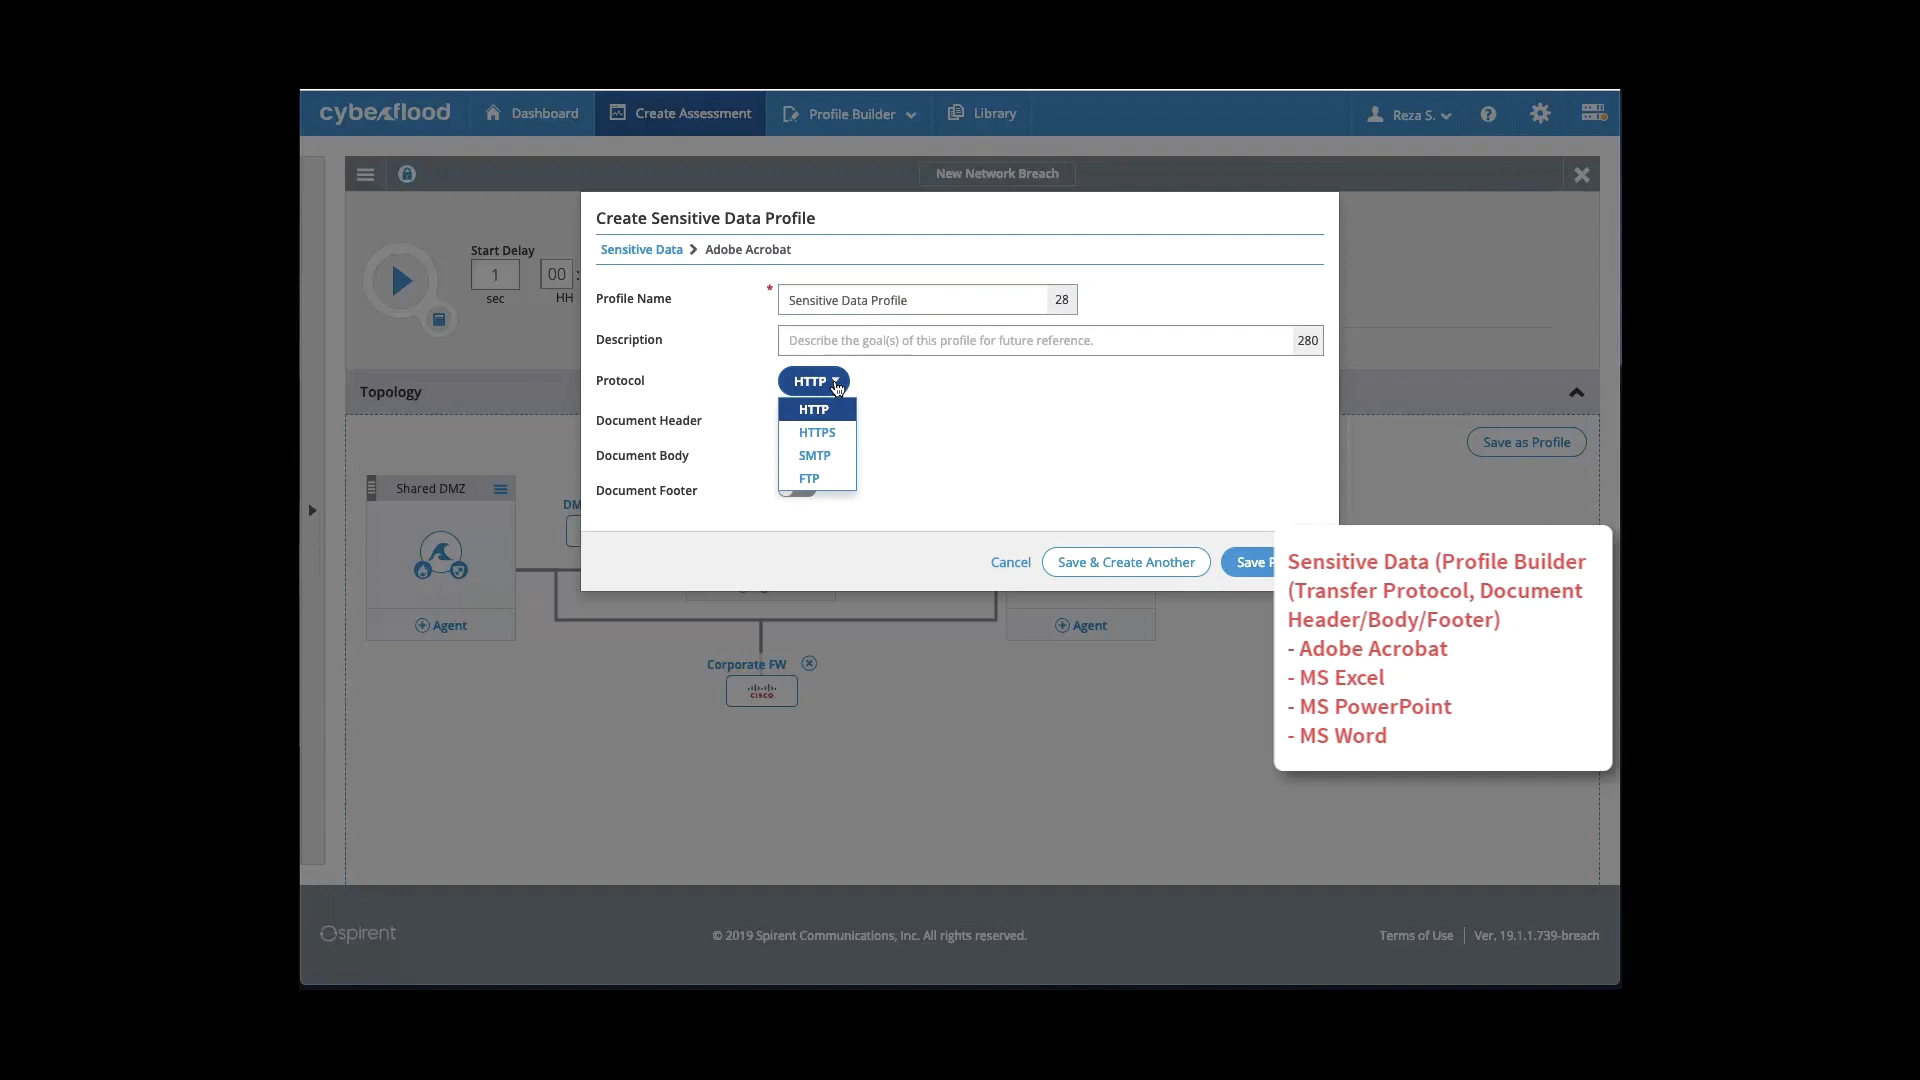 cyberflood
Dashboard
Create Assessment
Profile Builder
Library
Reza S.
New Network Breach
Start Delay
1
00 :
sec
HH
Create Sensitive Data Profile
Sensitive Data > Adobe Acrobat
Profile Name
* Sensitive Data Profile 28
Description
Describe the goal(s) of this profile for future reference. 280
Protocol
HTTP
HTTP
HTTPS
SMTP
FTP
Document Header
Document Body
Document Footer
Cancel
Save & Create Another
Save P
Topology
Save as Profile
Shared DMZ
DM
Agent
Agent
Corporate FW
CISCO
Sensitive Data (Profile Builder
(Transfer Protocol, Document
Header/Body/Footer)
- Adobe Acrobat
- MS Excel
- MS PowerPoint
- MS Word
spirent
© 2019 Spirent Communications, Inc. All rights reserved.
Terms of Use
Ver. 19.1.1.739-breach